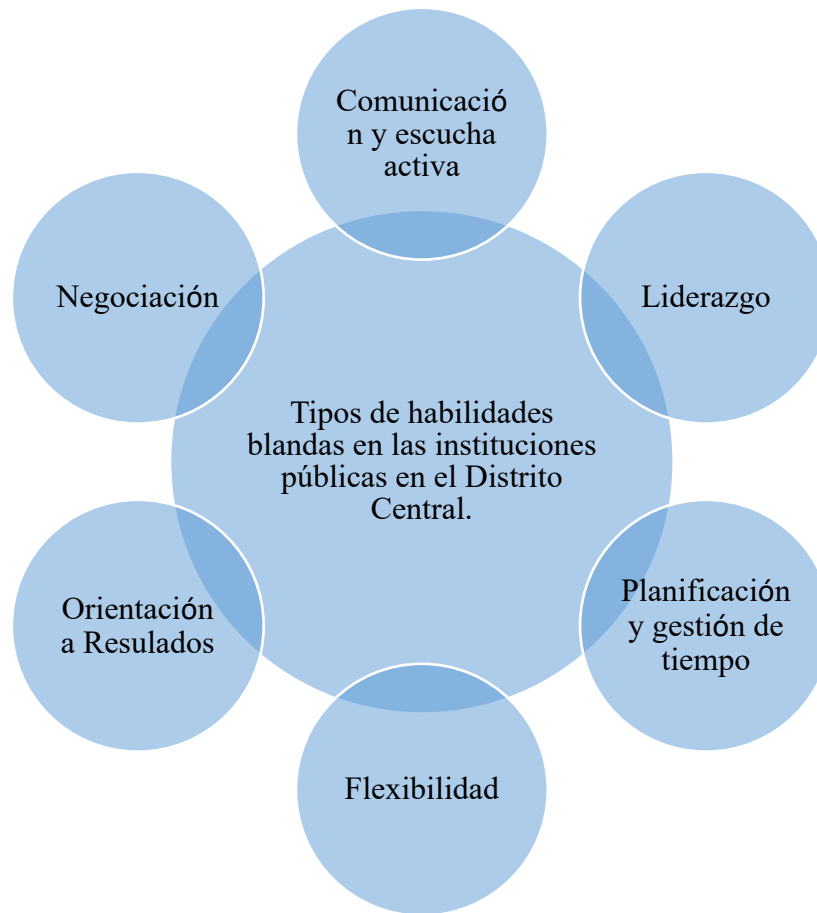 Comunicació
n y escucha
activa
Negociación
Liderazgo
Tipos de habilidades
blandas en las instituciones
públicas en el Distrito
Central.
Orientación
a Resulados
Planificación
y gestión de
tiempo
Flexibilidad